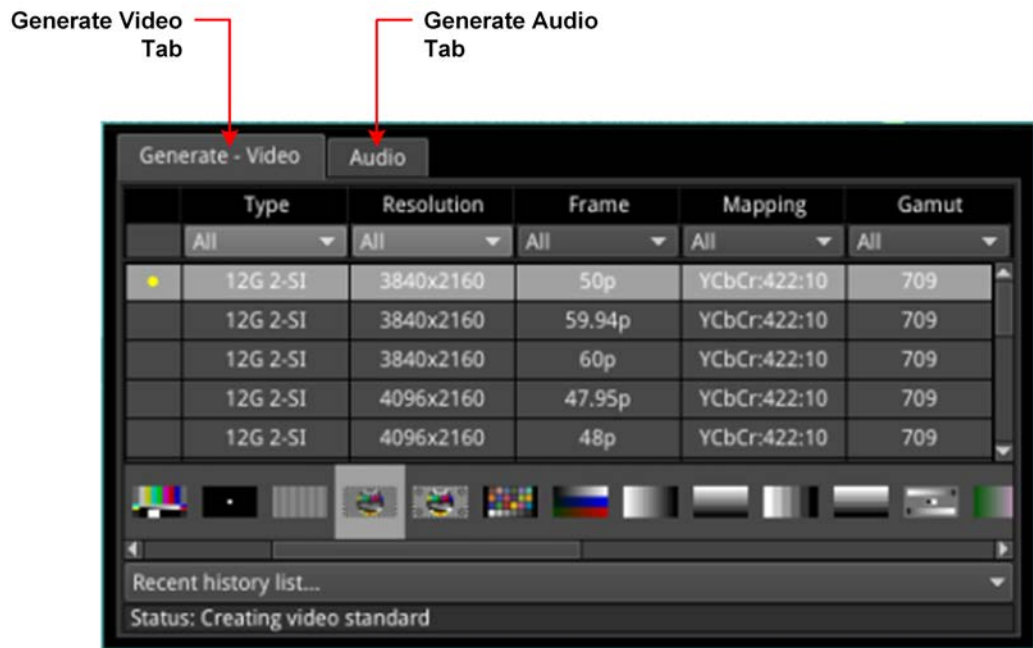 Generate Video Tab
Generate Audio Tab
Generate - Video Audio
Type Resolution Frame Mapping Gamut
All All All All All
12G 2-SI 3840x2160 50p YCbCr:422:10 709
12G 2-SI 3840x2160 59.94p YCbCr:422:10 709
12G 2-SI 3840x2160 60p YCbCr:422:10 709
12G 2-SI 4096x2160 47.95p YCbCr:422:10 709
12G 2-SI 4096x2160 48p YCbCr:422:10 709
Recent history list...
Status: Creating video standard